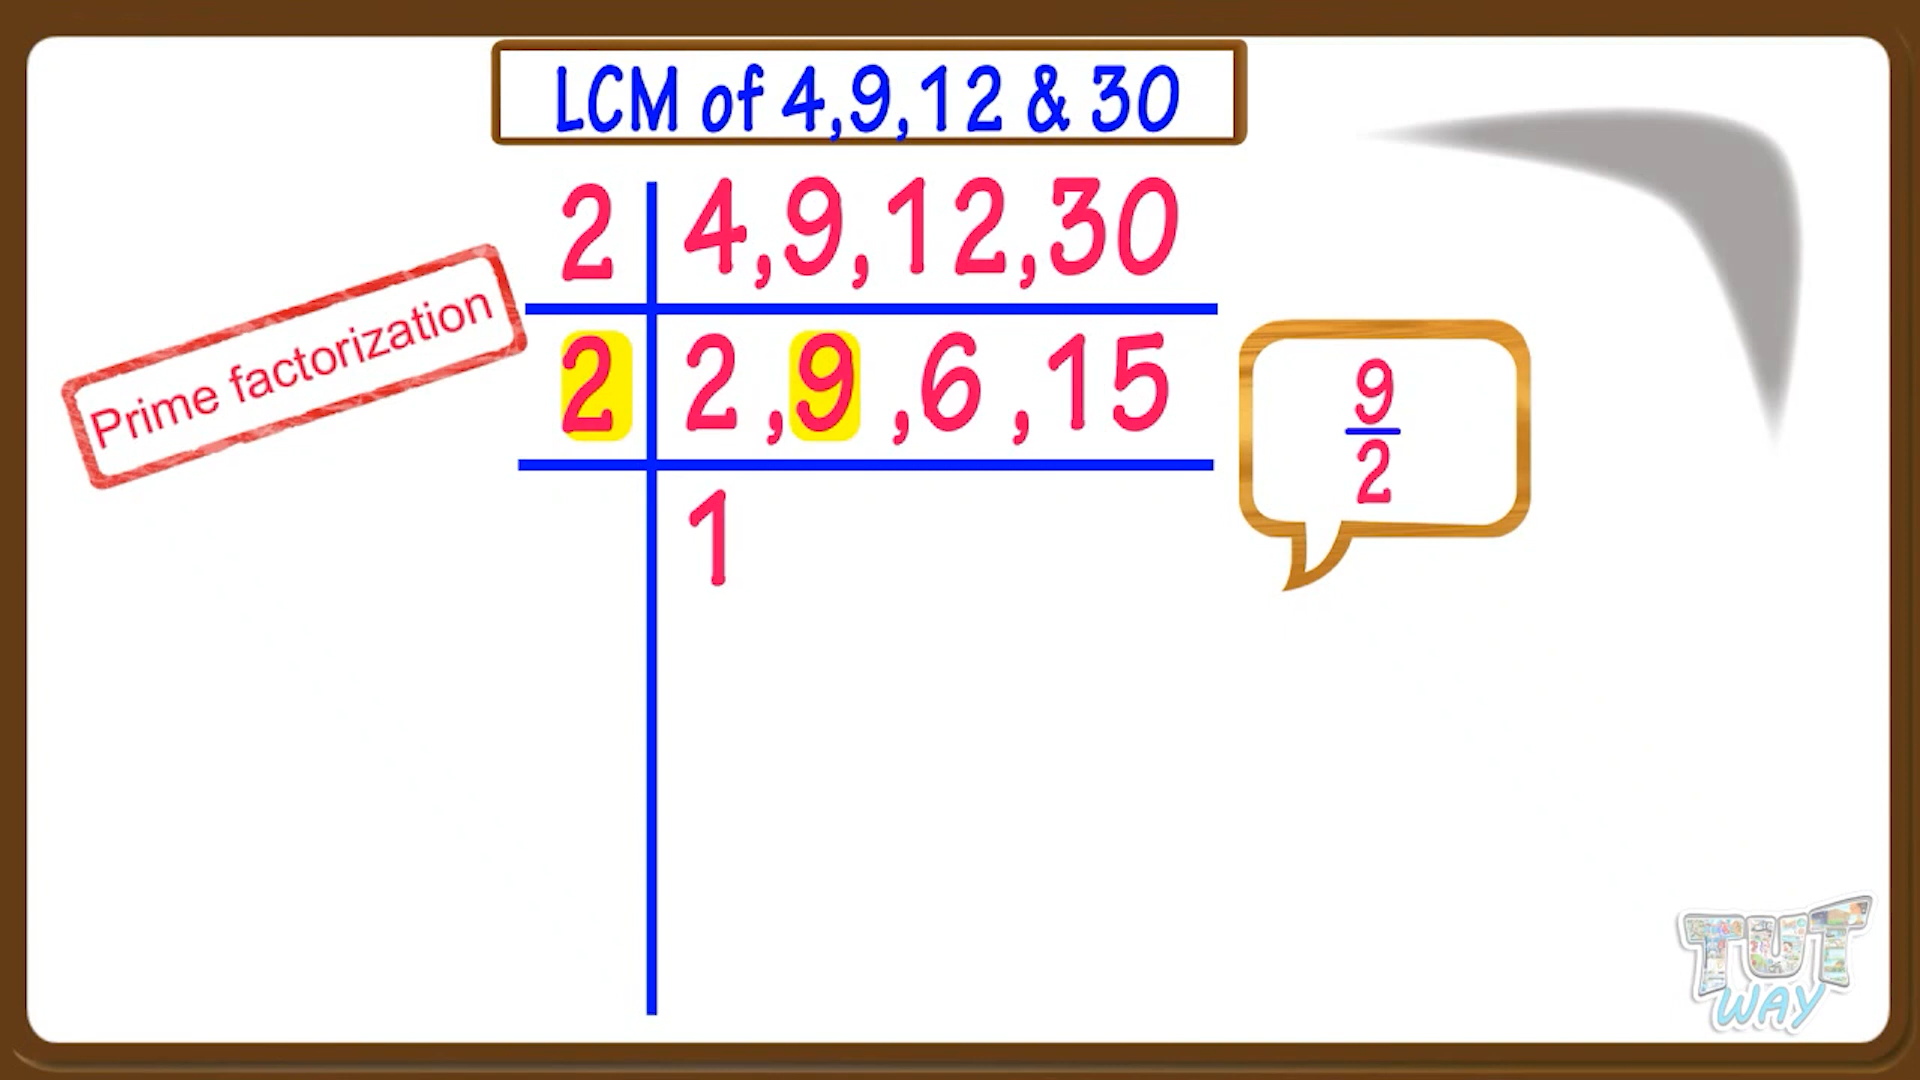 LCM of 4,9,12 & 30
2 4,9,12,30
Prime factorization
2 2,9,6,15
9
2
1
TUT
WAY